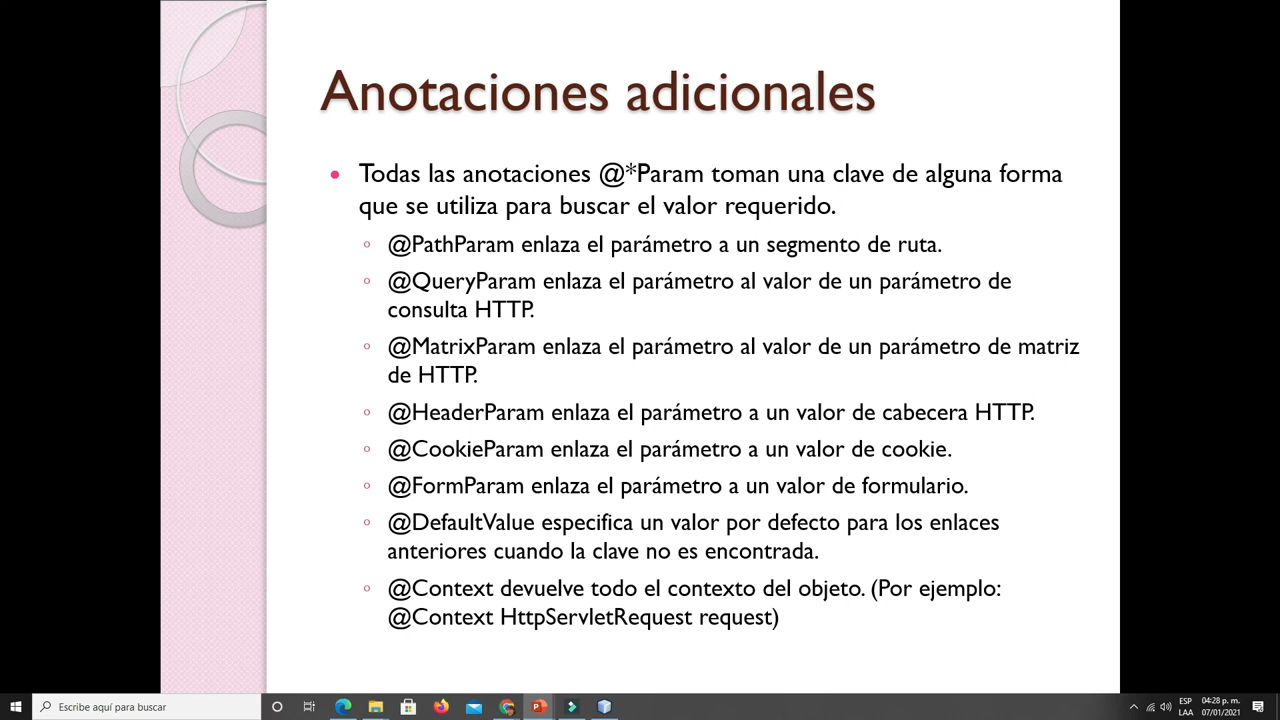 Anotaciones adicionales
Todas las anotaciones @*Param toman una clave de alguna forma
que se utiliza para buscar el valor requerido.
@PathParam enlaza el parámetro a un segmento de ruta.
@QueryParam enlaza el parámetro al valor de un parámetro de
consulta HTTP.
@MatrixParam enlaza el parámetro al valor de un parámetro de matriz
de HTTP.
@HeaderParam enlaza el parámetro a un valor de cabecera HTTP.
@CookieParam enlaza el parámetro a un valor de cookie.
@FormParam enlaza el parámetro a un valor de formulario.
@DefaultValue especifica un valor por defecto para los enlaces
anteriores cuando la clave no es encontrada.
@Context devuelve todo el contexto del objeto. (Por ejemplo:
@Context HttpServletRequest request)
Escribe aquí para buscar
ESP
LAA
04:28 p. m.
07/01/2021